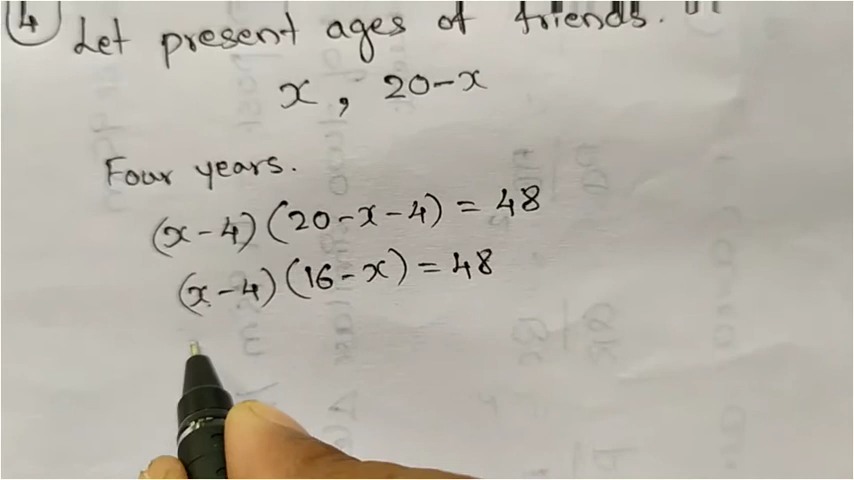 4 Let present ages of friends.
x, 20-x
Four years.
(x-4)(20-x-4)=48
(x-4)(16-x)=48